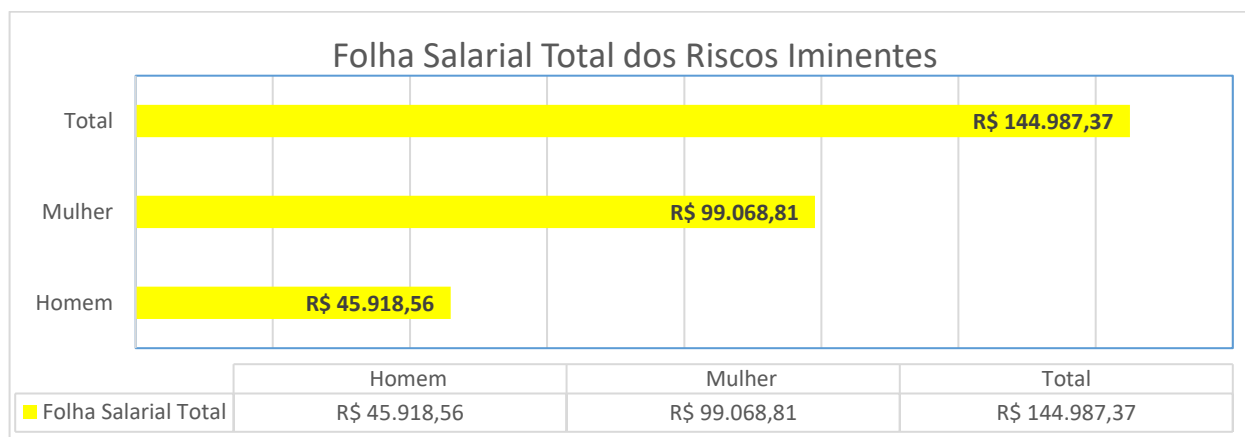 Folha Salarial Total dos Riscos Iminentes
Total R$ 144.987,37
Mulher R$ 99.068,81
Homem R$ 45.918,56
Homem Mulher Total
Folha Salarial Total R$ 45.918,56 R$ 99.068,81 R$ 144.987,37